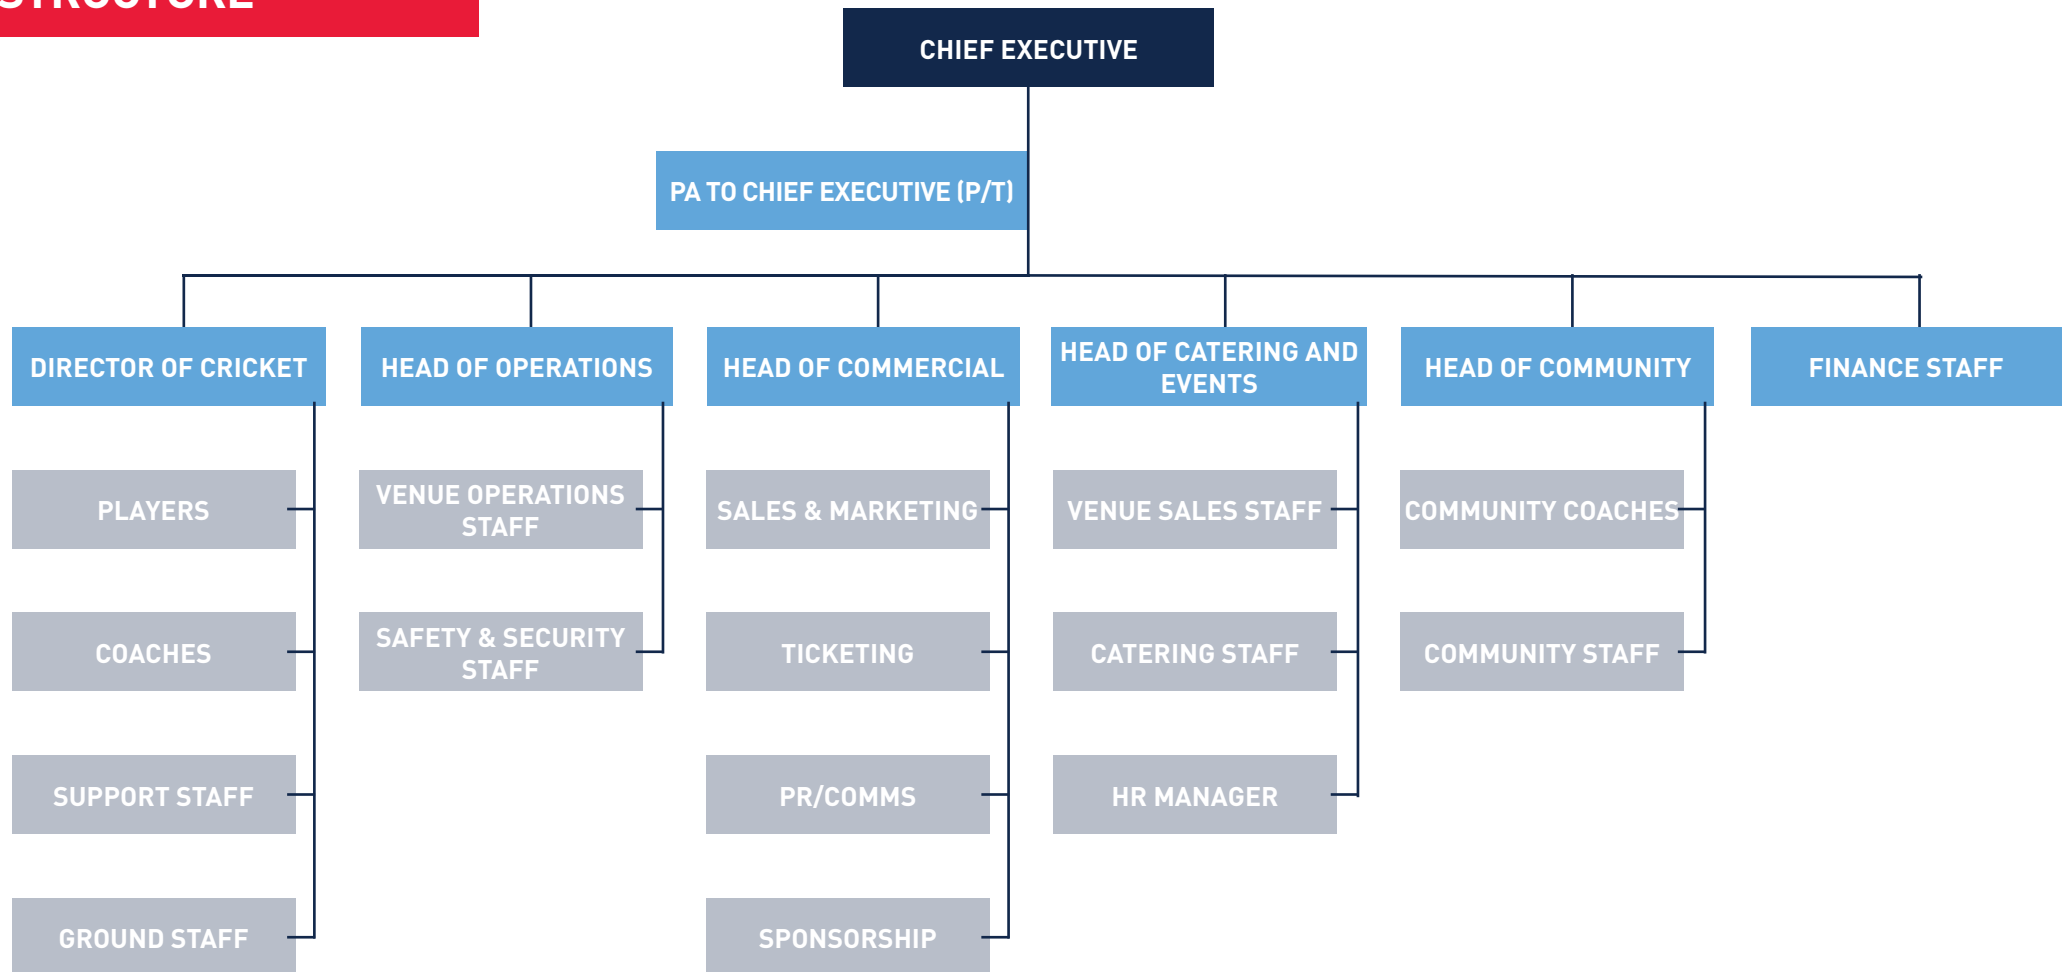 STRUCTURE
CHIEF EXECUTIVE
PA TO CHIEF EXECUTIVE (P/T)
DIRECTOR OF CRICKET
HEAD OF OPERATIONS
HEAD OF COMMERCIAL
HEAD OF CATERING AND
EVENTS
HEAD OF COMMUNITY
FINANCE STAFF
PLAYERS
VENUE OPERATIONS
STAFF
SALES & MARKETING
VENUE SALES STAFF
COMMUNITY COACHES
COACHES
SAFETY & SECURITY
STAFF
TICKETING
CATERING STAFF
COMMUNITY STAFF
SUPPORT STAFF
PR/COMMS
HR MANAGER
GROUND STAFF
SPONSORSHIP